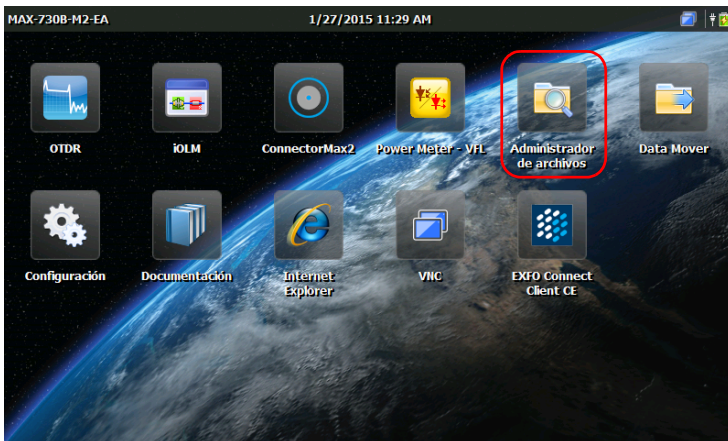 MAX-730B-M2-EA
1/27/2015 11:29 AM
OTDR
iOLM
ConnectorMax2
Power Meter - VFL
Administrador
de archivos
Data Mover
Configuración
Documentación
Internet
Explorer
VNC
EXFO Connect
Client CE